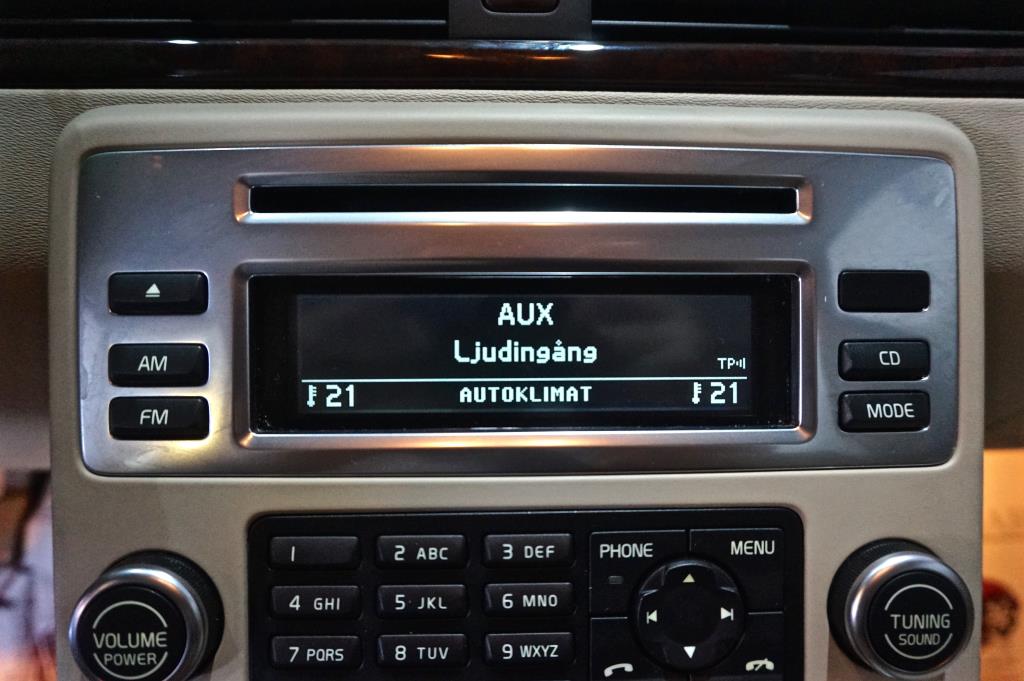 AUX
Ljudingång
TP
21 AUTOKLIMAT 21
AM
FM
CD
MODE
1
2 ABC
3 DEF
4 GHI
5 JKL
6 MNO
7 PQRS
8 TUV
9 WXYZ
PHONE
MENU
VOLUME
POWER
TUNING
SOUND